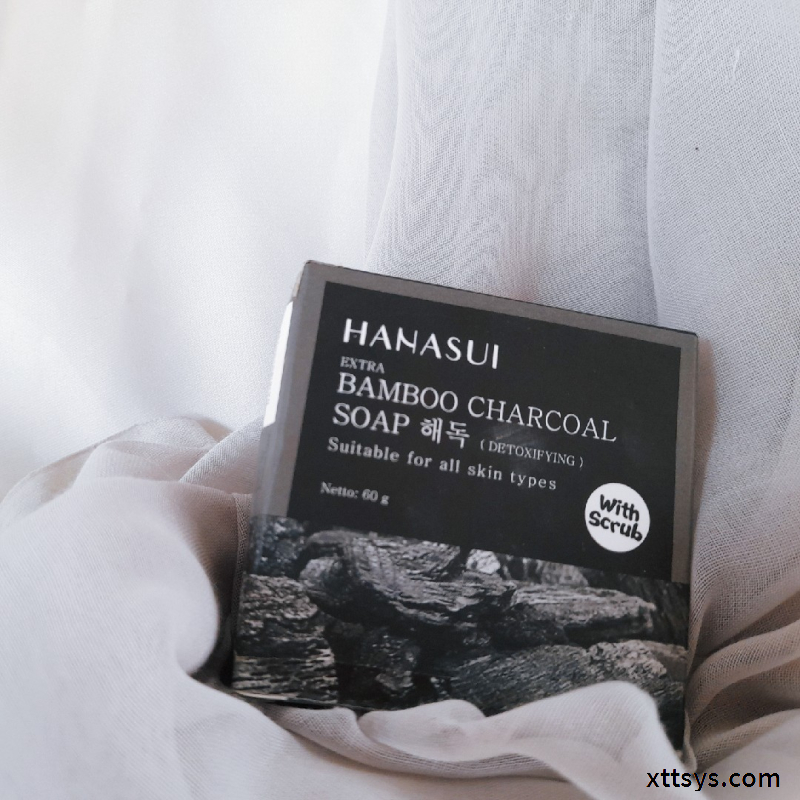 HANASUI
EXTRA
BAMBOO CHARCOAL
SOAP 해독 ( DETOXIFYING )
Suitable for all skin types
Netto: 60 g
With
Scrub
xttsys.com